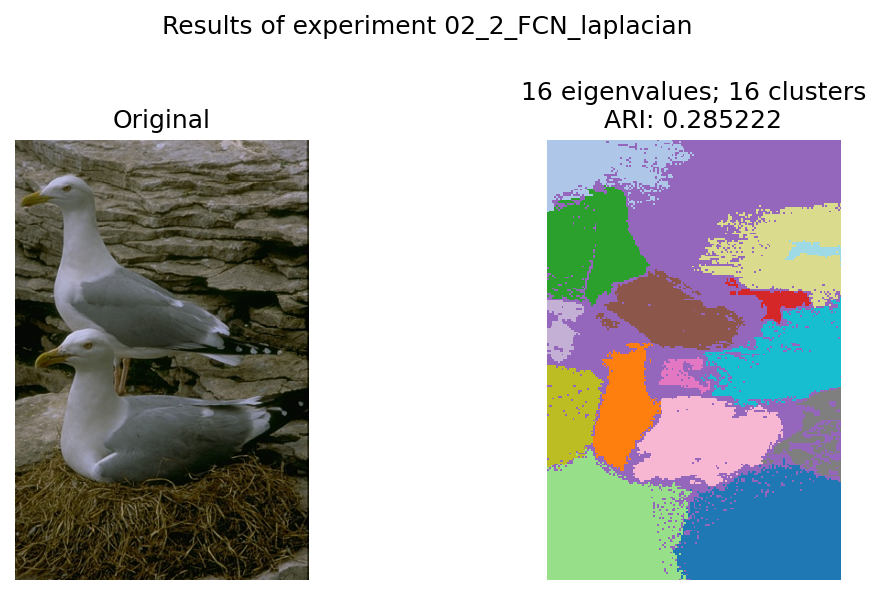 Results of experiment 02_2_FCN_laplacian
Original
16 eigenvalues; 16 clusters
ARI: 0.285222